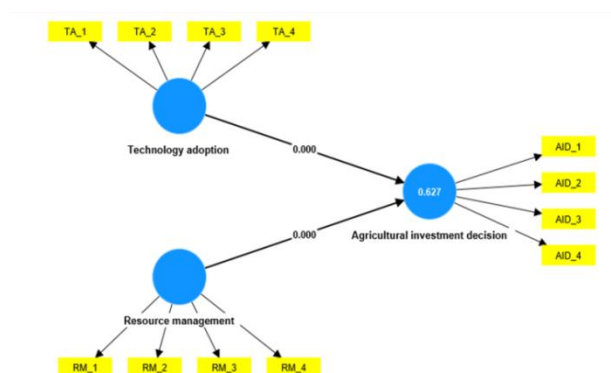 TA_1 TA_2 TA_3 TA_4
Technology adoption
0.000
AID_1
AID_2
0.627
AID_3
0.000
Agricultural investment decision
AID_4
Resource management
RM_1 RM_2 RM_3 RM_4